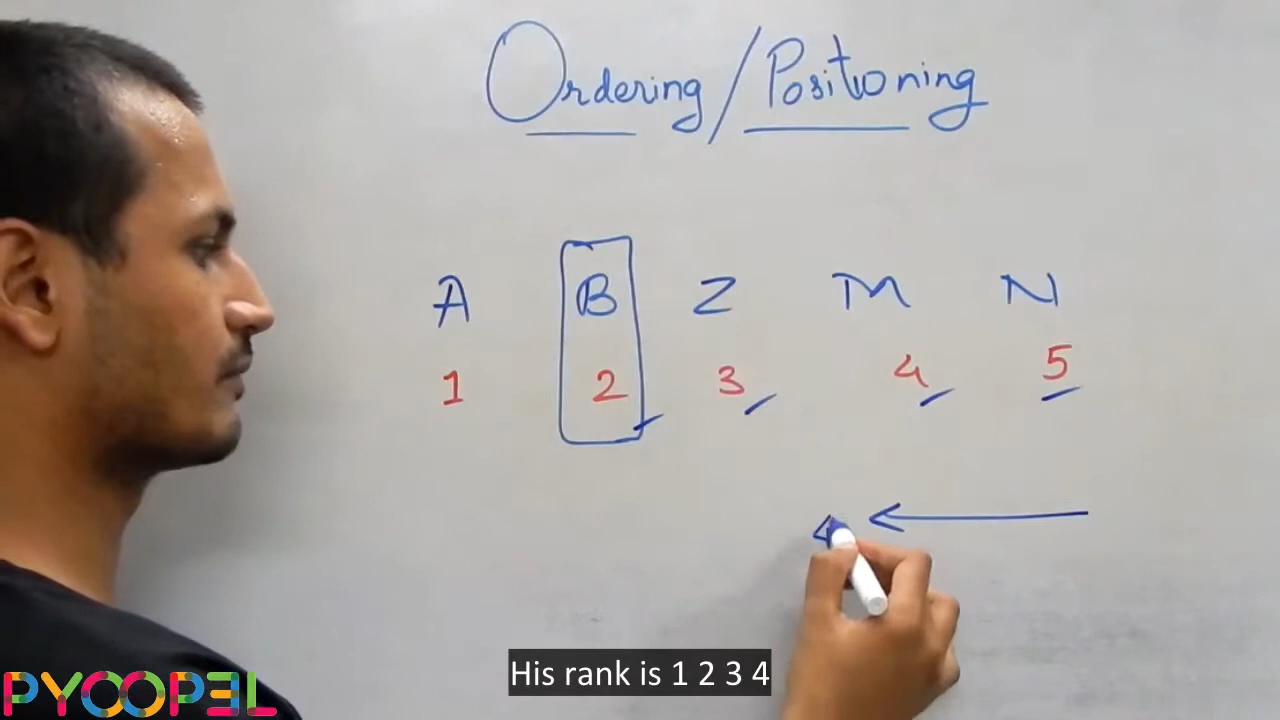 Ordering/Positioning
A B Z M N
1 2 3 4 5
4
His rank is 1 2 3 4
PYOOPEL